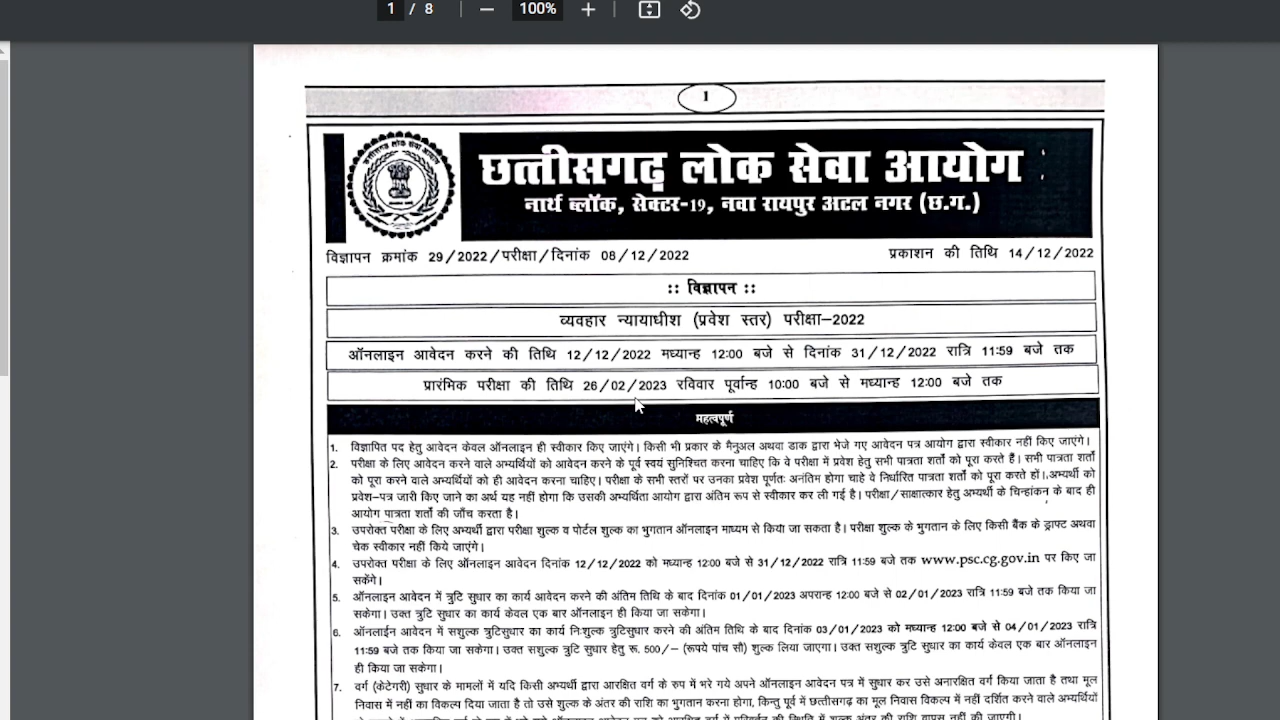 1 / 8 100%
1
छत्तीसगढ़ लोक सेवा आयोग
नार्थ ब्लॉक, सेक्टर-19, नवा रायपुर अटल नगर (छ.ग.)
विज्ञापन क्रमांक 29/2022/परीक्षा/दिनांक 08/12/2022 प्रकाशन की तिथि 14/12/2022
:: विज्ञापन ::
व्यवहार न्यायाधीश (प्रवेश स्तर) परीक्षा–2022
ऑनलाइन आवेदन करने की तिथि 12/12/2022 मध्यान्ह 12:00 बजे से दिनांक 31/12/2022 रात्रि 11:59 बजे तक
प्रारंमिक परीक्षा की तिथि 26/02/2023 रविवार पूर्वान्ह 10:00 बजे से मध्यान्ह 12:00 बजे तक
महत्वपूर्ण
1. विज्ञापित पद हेतु आवेदन केवल ऑनलाइन ही स्वीकार किए जाएंगे। किसी भी प्रकार के मैनुअल अथवा डाक द्वारा भेजे गए आवेदन पत्र आयोग द्वारा स्वीकार नहीं किए जाएंगे।
2. परीक्षा के लिए आवेदन करने वाले अभ्यर्थियों को आवेदन करने के पूर्व स्वयं सुनिश्चित करना चाहिए कि वे परीक्षा में प्रवेश हेतु सभी पात्रता शर्तों को पूरा करते हैं। सभी पात्रता शर्तों
को पूरा करने वाले अभ्यर्थियों को ही आवेदन करना चाहिए। परीक्षा के सभी स्तरों पर उनका प्रवेश पूर्णतः अनंतिम होगा चाहे वे निर्धारित पात्रता शर्तों को पूरा करते हों। अभ्यर्थी को
प्रवेश–पत्र जारी किए जाने का अर्थ यह नहीं होगा कि उसकी अभ्यर्थिता आयोग द्वारा अंतिम रूप से स्वीकार कर ली गई है। परीक्षा/साक्षात्कार हेतु अभ्यर्थी के चिन्हांकन के बाद ही
आयोग पात्रता शर्तों की जाँच करता है।
3. उपरोक्त परीक्षा के लिए अभ्यर्थी द्वारा परीक्षा शुल्क व पोर्टल शुल्क का भुगतान ऑनलाइन माध्यम से किया जा सकता है। परीक्षा शुल्क के भुगतान के लिए किसी बैंक के ड्राफ्ट अथवा
चेक स्वीकार नहीं किये जाएंगे।
4. उपरोक्त परीक्षा के लिए ऑनलाइन आवेदन दिनांक 12/12/2022 को मध्यान्ह 12:00 बजे से 31/12/2022 रात्रि 11:59 बजे तक www.psc.cg.gov.in पर किए जा
सकेंगे।
5. ऑनलाइन आवेदन में त्रुटि सुधार का कार्य आवेदन करने की अंतिम तिथि के बाद दिनांक 01/01/2023 अपरान्ह 12:00 बजे से 02/01/2023 रात्रि 11:59 बजे तक किया जा
सकेगा। उक्त त्रुटि सुधार का कार्य केवल एक बार ऑनलाइन ही किया जा सकेगा।
6. ऑनलाईन आवेदन में सशुल्क त्रुटिसुधार का कार्य निःशुल्क त्रुटिसुधार करने की अंतिम तिथि के बाद दिनांक 03/01/2023 को मध्यान्ह 12:00 बजे से 04/01/2023 रात्रि
11:59 बजे तक किया जा सकेगा। उक्त सशुल्क त्रुटि सुधार हेतु रू. 500/– (रूपये पांच सौ) शुल्क लिया जाएगा। उक्त सशुल्क त्रुटि सुधार का कार्य केवल एक बार ऑनलाइन
ही किया जा सकेगा।
7. वर्ग (केटेगरी) सुधार के मामलों में यदि किसी अभ्यर्थी द्वारा आरक्षित वर्ग के रुप में भरे गये अपने ऑनलाइन आवेदन पत्र में सुधार कर उसे अनारक्षित वर्ग किया जाता है तथा मूल
निवास में नहीं का विकल्प दिया जाता है तो उसे शुल्क के अंतर की राशि का भुगतान करना होगा, किन्तु पूर्व में छत्तीसगढ़ का मूल निवास विकल्प में नहीं दर्शित करने वाले अभ्यर्थियों